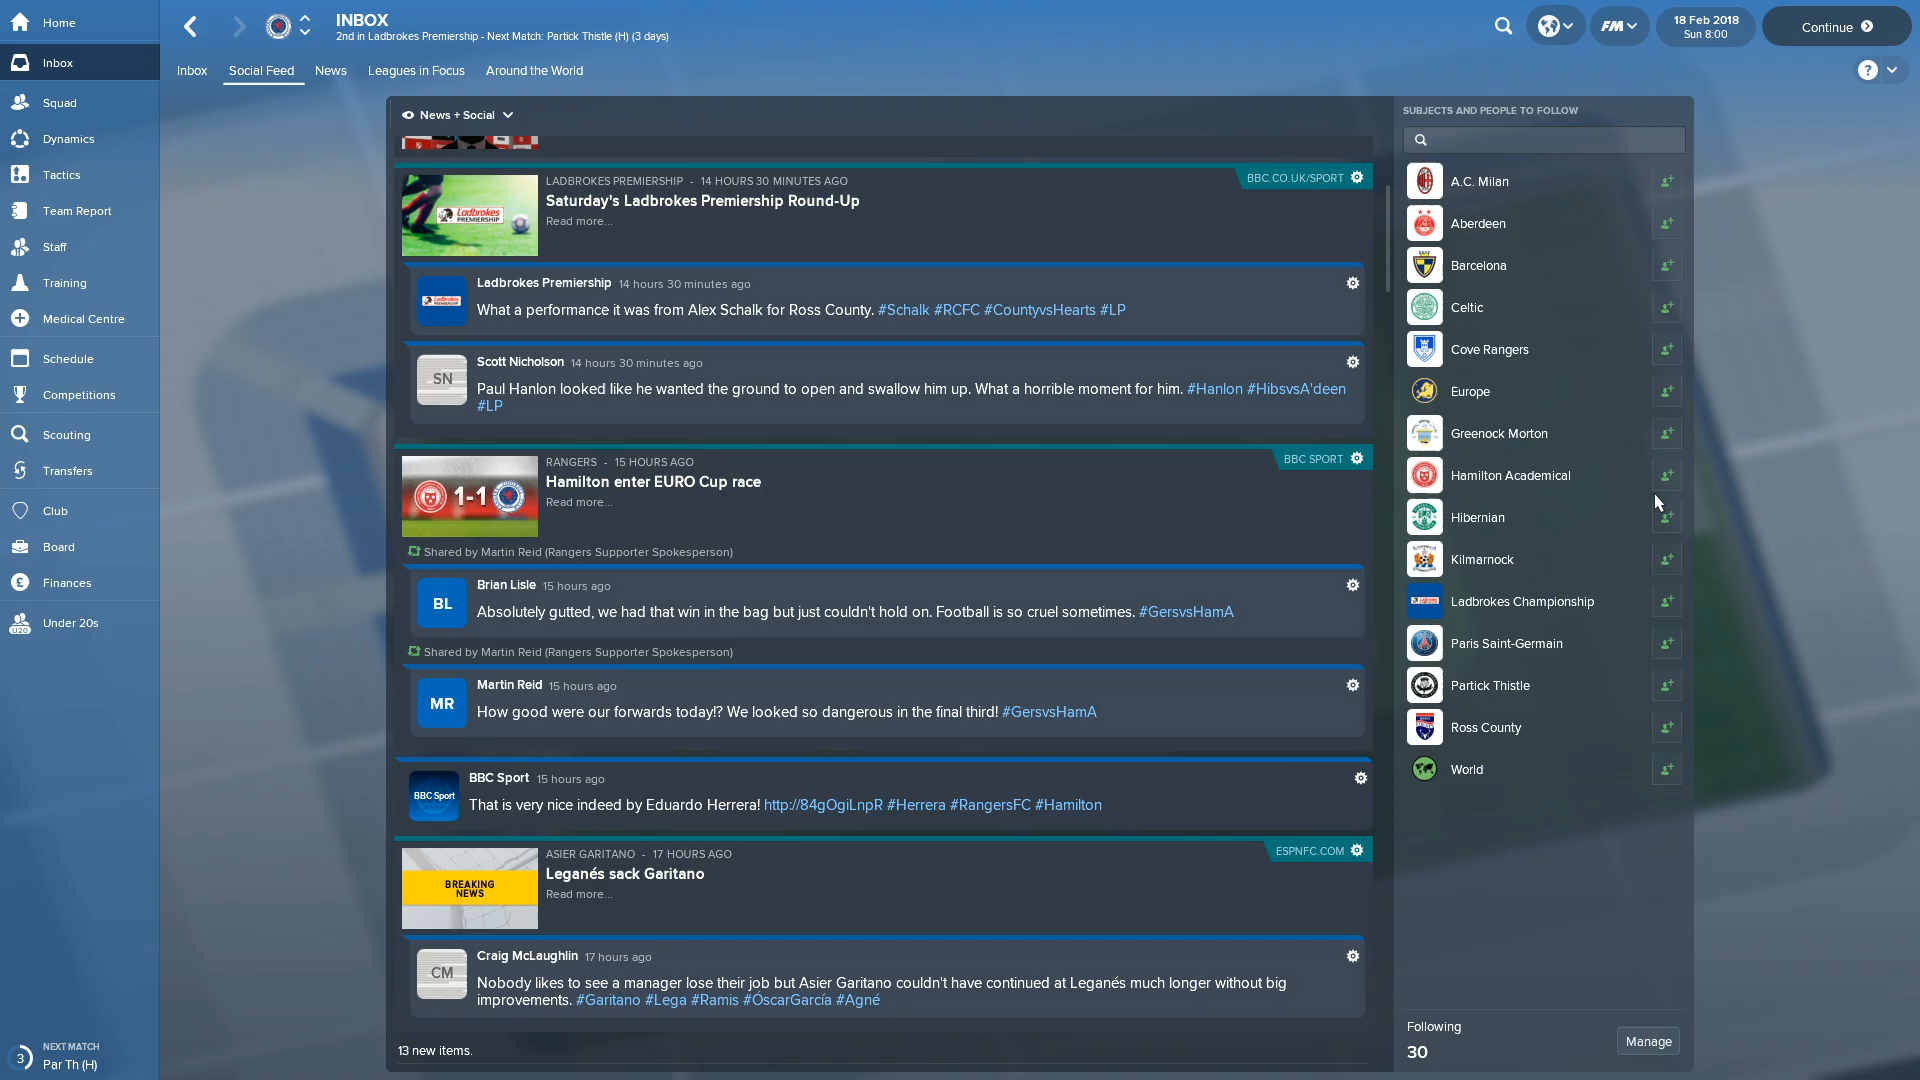 Home
Inbox
Squad
Dynamics
Tactics
Team Report
Staff
Training
Medical Centre
Schedule
Competitions
Scouting
Transfers
Club
Board
£
Finances
U20
Under 20s
3
NEXT MATCH
Par Th (H)
INBOX
2nd in Ladbrokes Premiership - Next Match: Partick Thistle (H) (3 days)
FM
18 Feb 2018
Sun 8:00
Continue
Inbox
Social Feed
News
Leagues in Focus
Around the World
?
News + Social
LADBROKES PREMIERSHIP - 14 HOURS 30 MINUTES AGO
BBC.CO.UK/SPORT
Ladbrokes
PREMIERSHIP
Saturday's Ladbrokes Premiership Round-Up
Read more...
Ladbrokes Premiership 14 hours 30 minutes ago
What a performance it was from Alex Schalk for Ross County. #Schalk #RCFC #CountyvsHearts #LP
SN
Scott Nicholson 14 hours 30 minutes ago
Paul Hanlon looked like he wanted the ground to open and swallow him up. What a horrible moment for him. #Hanlon #HibsvsA'deen
#LP
RANGERS - 15 HOURS AGO
BBC SPORT
1-1
Hamilton enter EURO Cup race
Read more...
Shared by Martin Reid (Rangers Supporter Spokesperson)
BL
Brian Lisle 15 hours ago
Absolutely gutted, we had that win in the bag but just couldn't hold on. Football is so cruel sometimes. #GersvsHamA
Shared by Martin Reid (Rangers Supporter Spokesperson)
MR
Martin Reid 15 hours ago
How good were our forwards today!? We looked so dangerous in the final third! #GersvsHamA
BBC Sport
BBC Sport 15 hours ago
That is very nice indeed by Eduardo Herrera! http://84gOgiLnpR #Herrera #RangersFC #Hamilton
ASIER GARITANO - 17 HOURS AGO
ESPNFC.COM
BREAKING
NEWS
Leganés sack Garitano
Read more...
CM
Craig McLaughlin 17 hours ago
Nobody likes to see a manager lose their job but Asier Garitano couldn't have continued at Leganés much longer without big
improvements. #Garitano #Lega #Ramis #ÓscarGarcía #Agné
13 new items.
SUBJECTS AND PEOPLE TO FOLLOW
A.C. Milan
Aberdeen
Barcelona
Celtic
Cove Rangers
Europe
Greenock Morton
Hamilton Academical
Hibernian
Kilmarnock
Ladbrokes Championship
Paris Saint-Germain
Partick Thistle
Ross County
World
Following
30
Manage